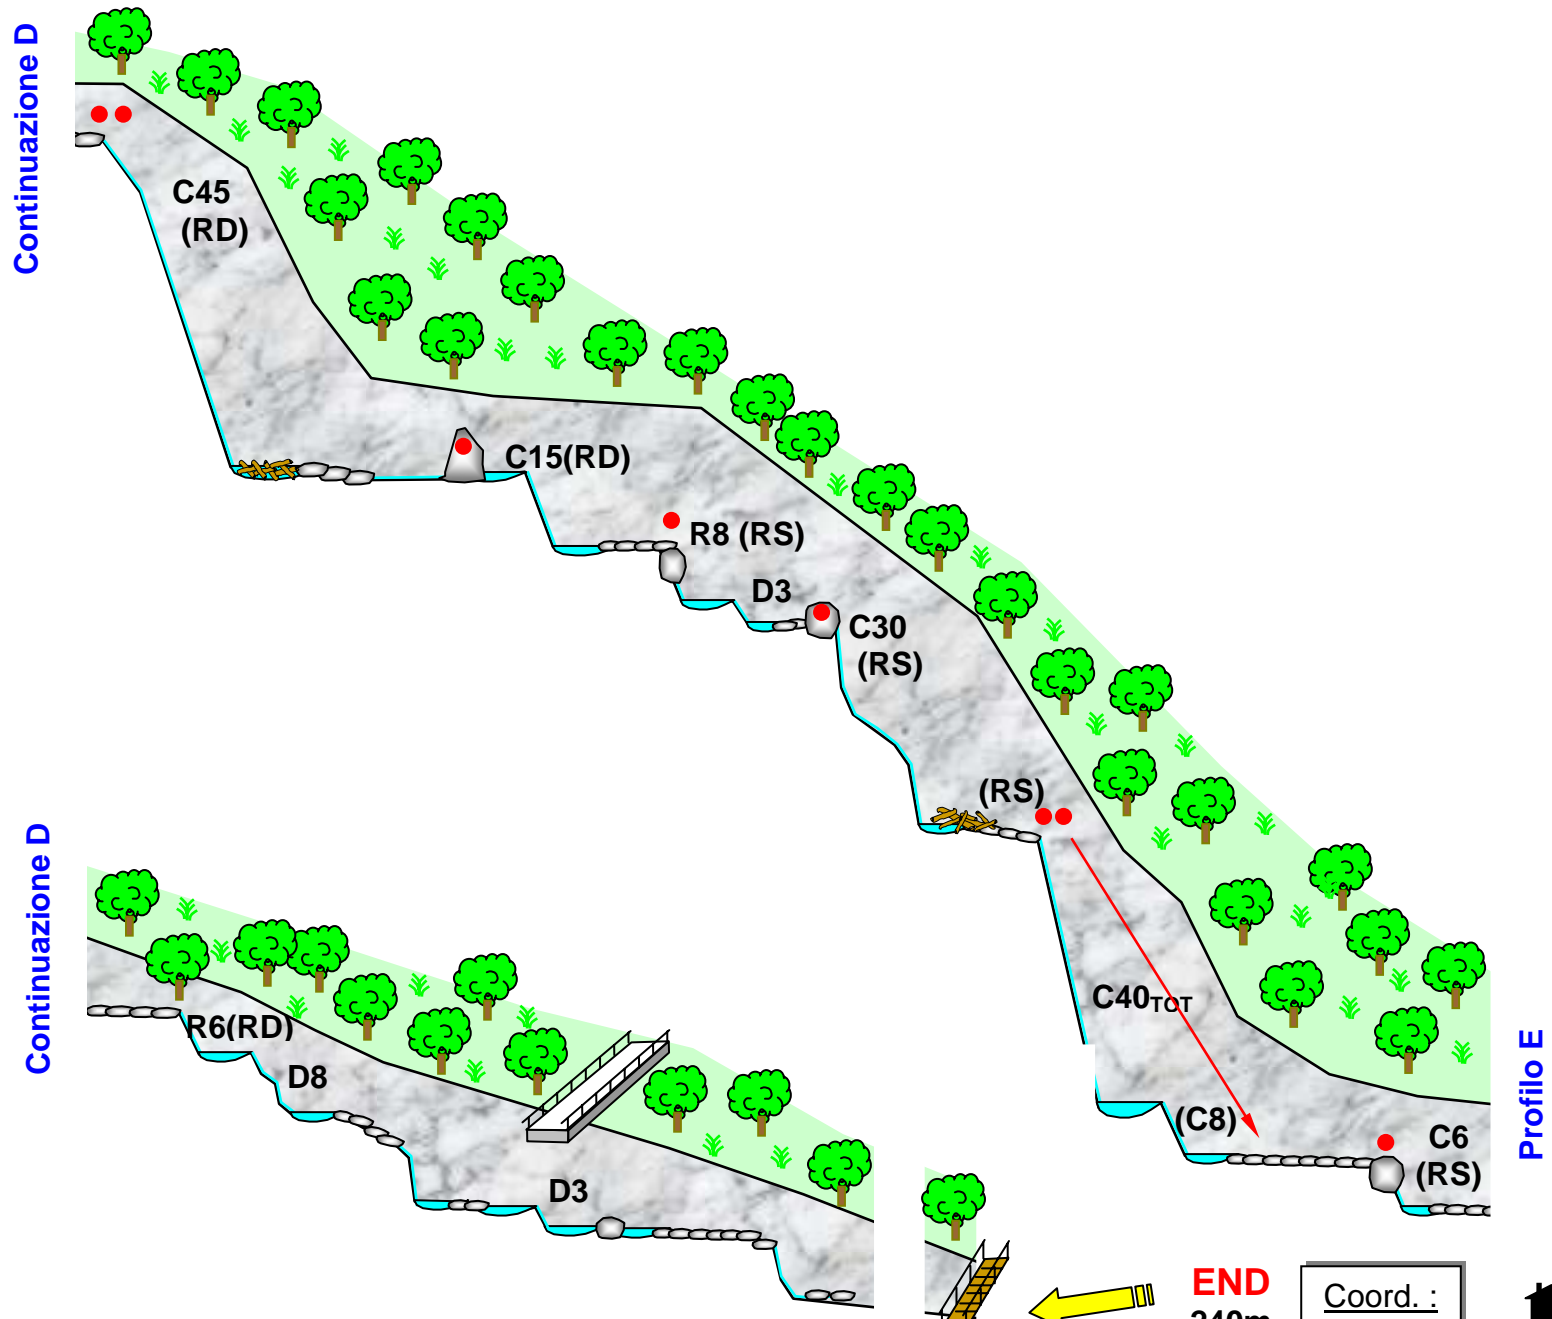 Continuazione D
C45
(RD)
C15(RD)
R8 (RS)
D3
C30
(RS)
(RS)
C40TOT
(C8)
C6
(RS)
Profilo E
Continuazione D
R6(RD)
D8
D3
END
240m
Coord. :